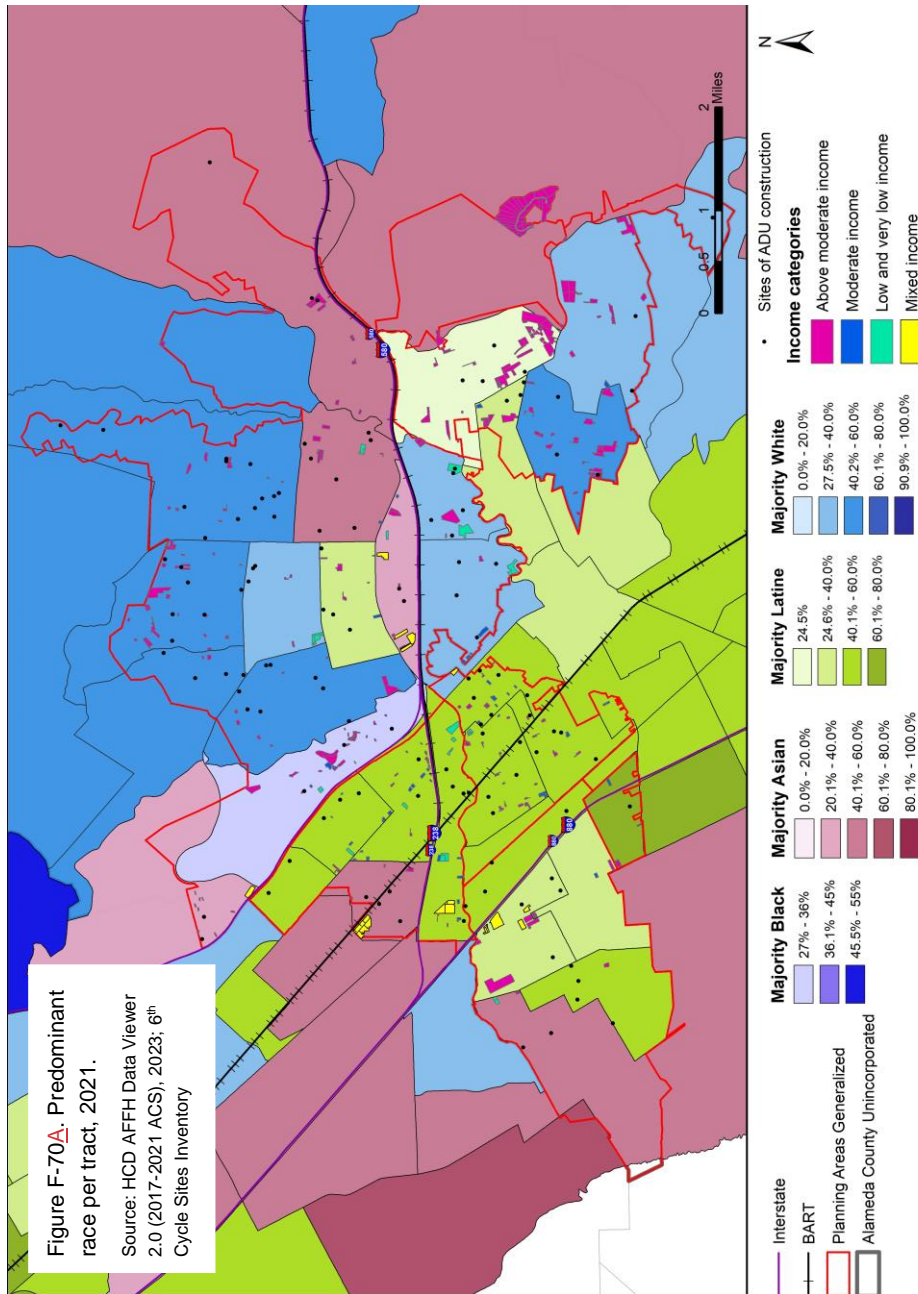 Figure F-70A. Predominant
race per tract, 2021.
Source: HCD AFFH Data Viewer
2.0 (2017-2021 ACS), 2023; 6th
Cycle Sites Inventory
580
580
238
238
880
880
N
0 0.5 1 2
Miles
Interstate
BART
Planning Areas Generalized
Alameda County Unincorporated
Majority Black
27% - 36%
36.1% - 45%
45.5% - 55%
Majority Asian
0.0% - 20.0%
20.1% - 40.0%
40.1% - 60.0%
60.1% - 80.0%
80.1% - 100.0%
Majority Latine
24.5%
24.6% - 40.0%
40.1% - 60.0%
60.1% - 80.0%
Majority White
0.0% - 20.0%
27.5% - 40.0%
40.2% - 60.0%
60.1% - 80.0%
90.9% - 100.0%
Sites of ADU construction
Income categories
Above moderate income
Moderate income
Low and very low income
Mixed income